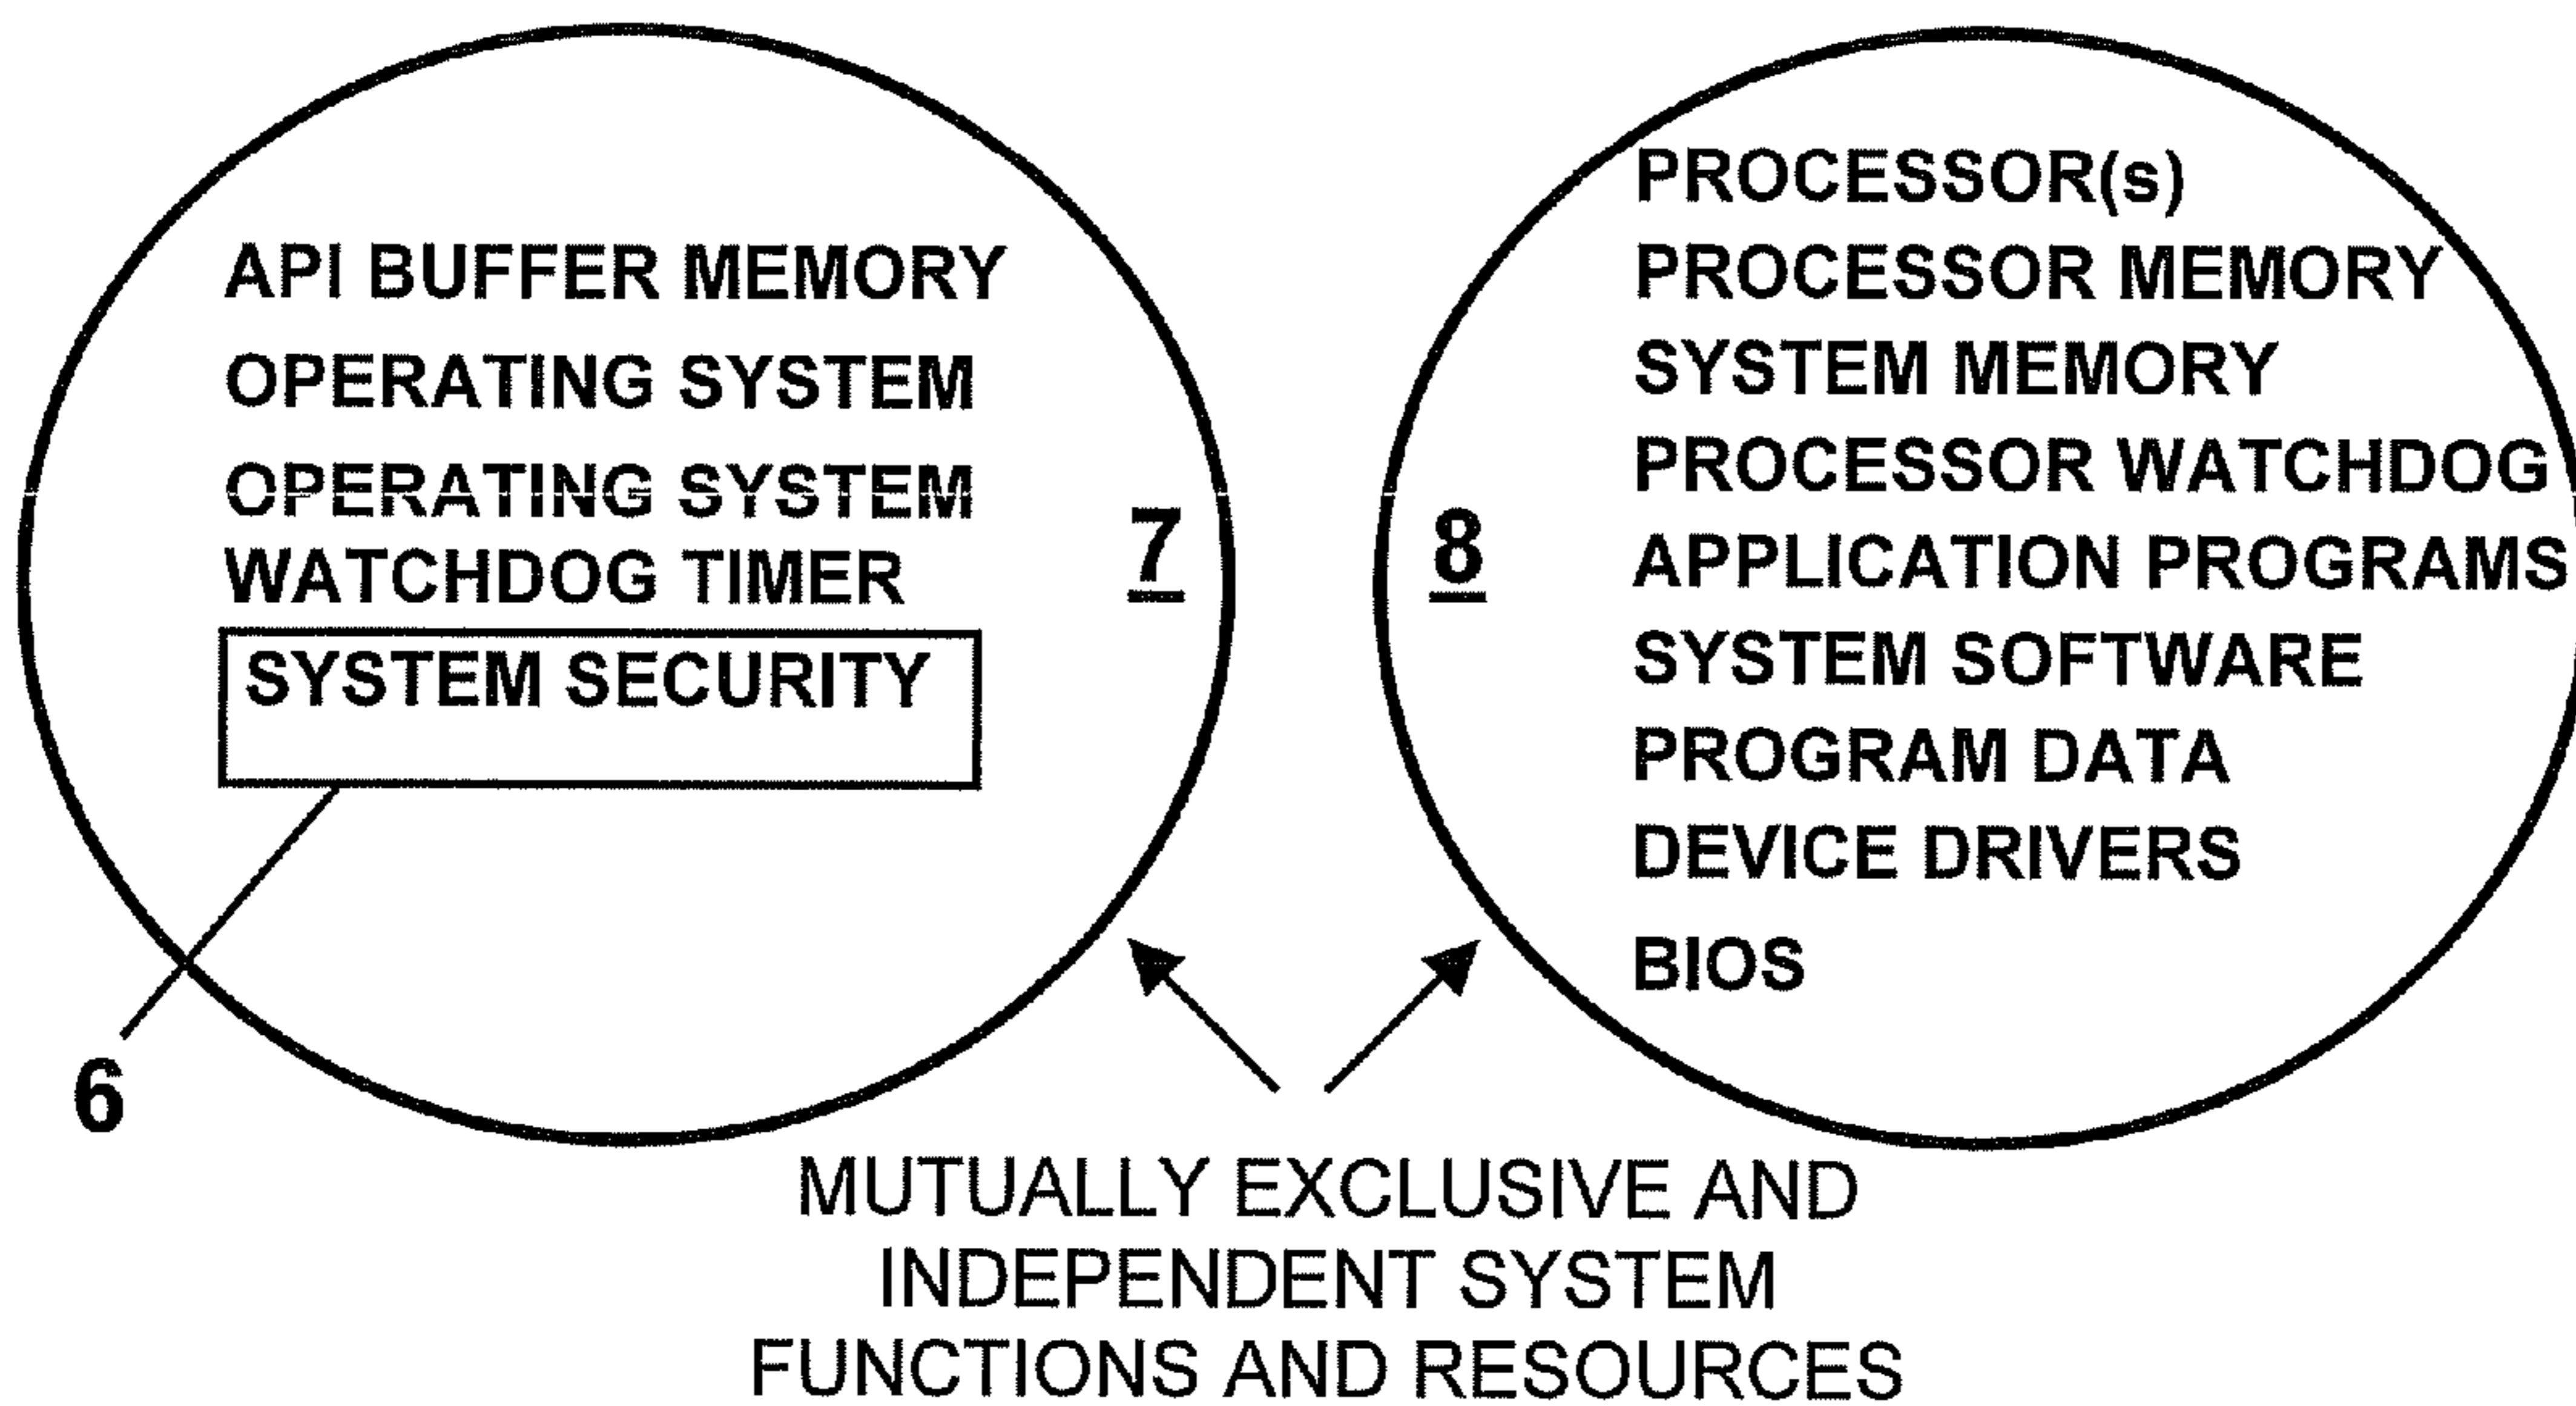 API BUFFER MEMORY
OPERATING SYSTEM
OPERATING SYSTEM
WATCHDOG TIMER
SYSTEM SECURITY
7
6
8
PROCESSOR(s)
PROCESSOR MEMORY
SYSTEM MEMORY
PROCESSOR WATCHDOG
APPLICATION PROGRAMS
SYSTEM SOFTWARE
PROGRAM DATA
DEVICE DRIVERS
BIOS
MUTUALLY EXCLUSIVE AND
INDEPENDENT SYSTEM
FUNCTIONS AND RESOURCES